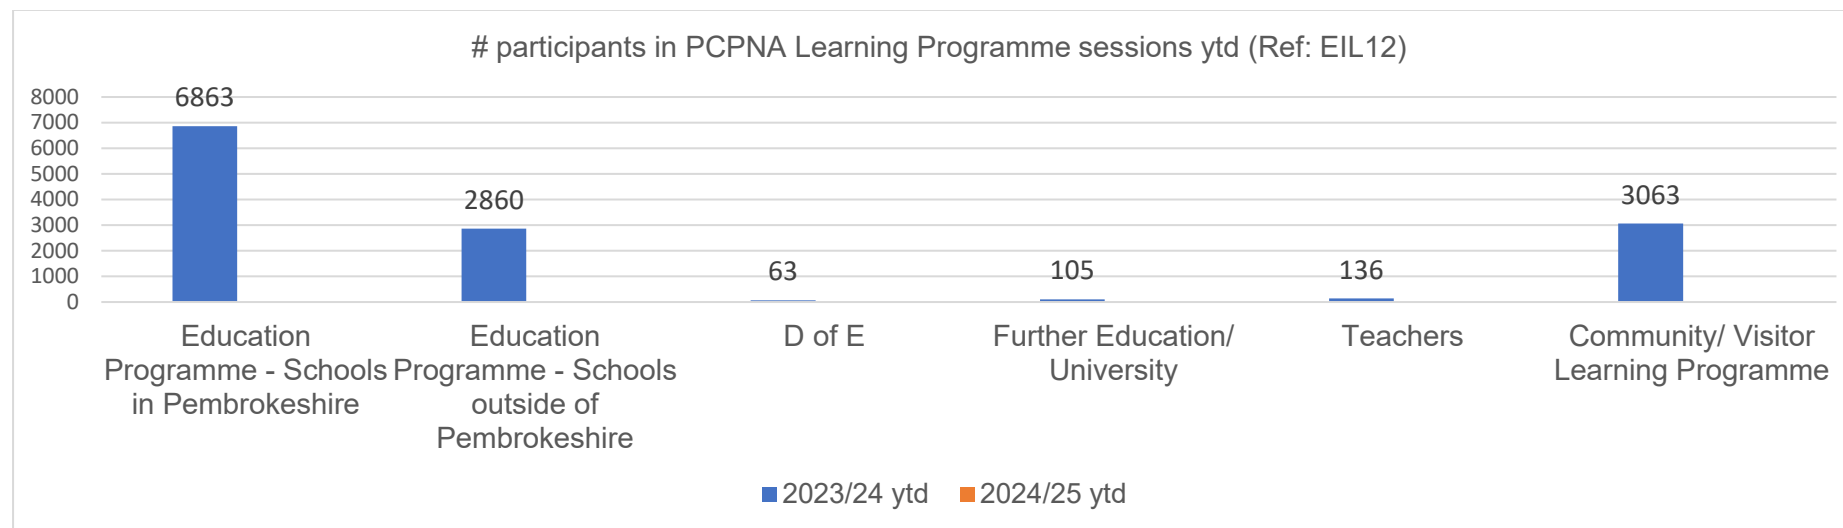 # participants in PCPNA Learning Programme sessions ytd (Ref: EIL12)
8000
7000
6000
5000
4000
3000
2000
1000
0
6863
2860
63
105
136
3063
Education
Programme - Schools
in Pembrokeshire
Education
Programme - Schools
outside of
Pembrokeshire
D of E
Further Education/
University
Teachers
Community/ Visitor
Learning Programme
2023/24 ytd
2024/25 ytd